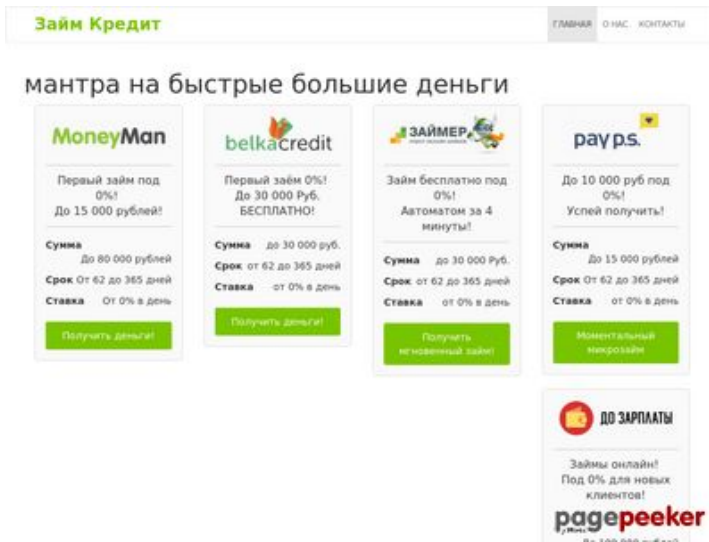 Займ Кредит
ГЛАВНАЯ О НАС КОНТАКТЫ
мантра на быстрые большие деньги
MoneyMan
Первый займ под
0%!
До 15 000 рублей!
Сумма
До 80 000 рублей
Срок От 62 до 365 дней
Ставка От 0% в день
Получить деньги!
belkacredit
Первый заём 0%!
До 30 000 Руб.
БЕСПЛАТНО!
Сумма до 30 000 руб.
Срок от 62 до 365 дней
Ставка от 0% в день
Получить деньги!
ЗАЙМЕР
Займ бесплатно под
0%!
Автоматом за 4
минуты!
Сумма до 30 000 Руб.
Срок от 62 до 365 дней
Ставка от 0% в день
Получить
мгновенный займ!
pay p.s.
До 10 000 руб под
0%!
Успей получить!
Сумма
До 15 000 рублей
Срок От 62 до 365 дней
Ставка От 0% в день
Моментальный
микрозайм
ДО ЗАРПЛАТЫ
Займы онлайн!
Под 0% для новых
клиентов!
pagepeeker
До 100 000 рублей